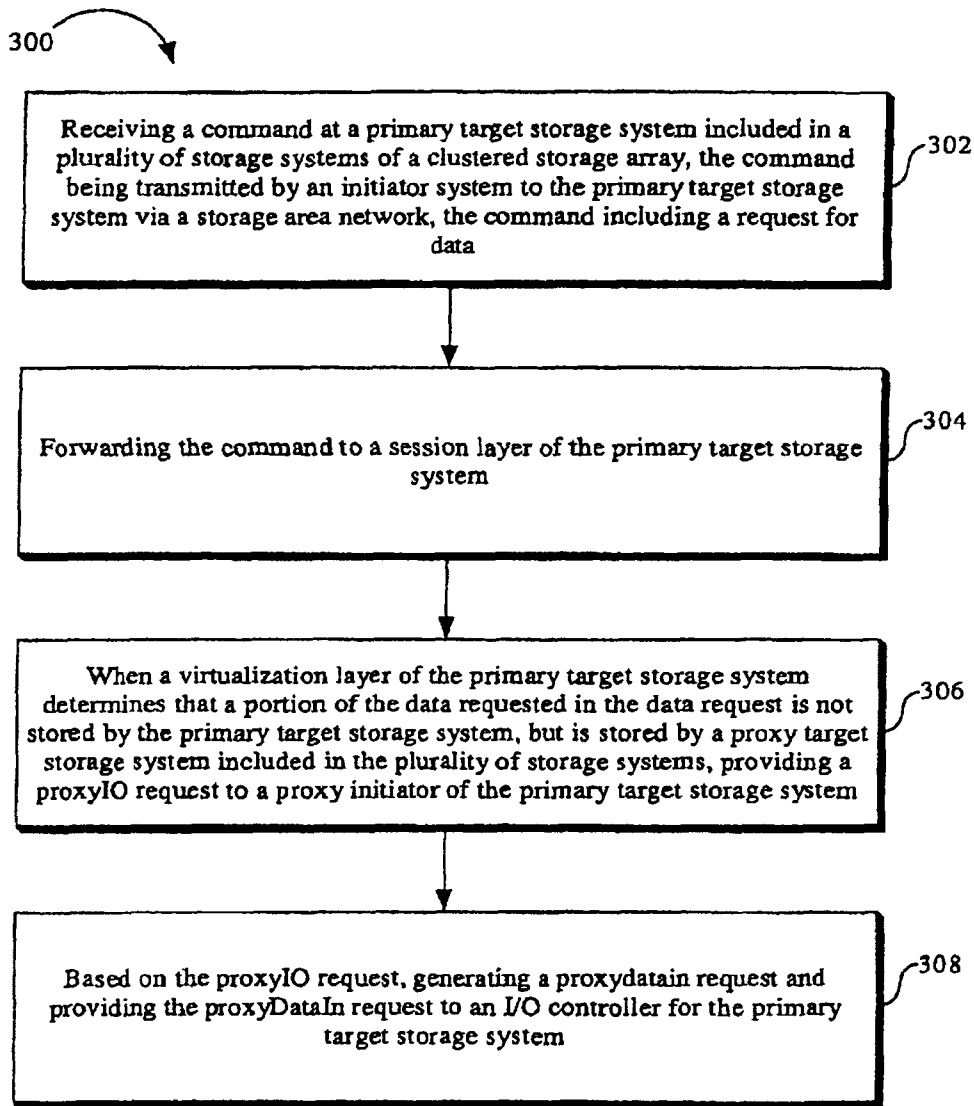 300
Receiving a command at a primary target storage system included in a
plurality of storage systems of a clustered storage array, the command
being transmitted by an initiator system to the primary target storage
system via a storage area network, the command including a request for
data
302
Forwarding the command to a session layer of the primary target storage
system
304
When a virtualization layer of the primary target storage system
determines that a portion of the data requested in the data request is not
stored by the primary target storage system, but is stored by a proxy target
storage system included in the plurality of storage systems, providing a
proxyIO request to a proxy initiator of the primary target storage system
306
Based on the proxyIO request, generating a proxydatain request and
providing the proxyDataIn request to an I/O controller for the primary
target storage system
308